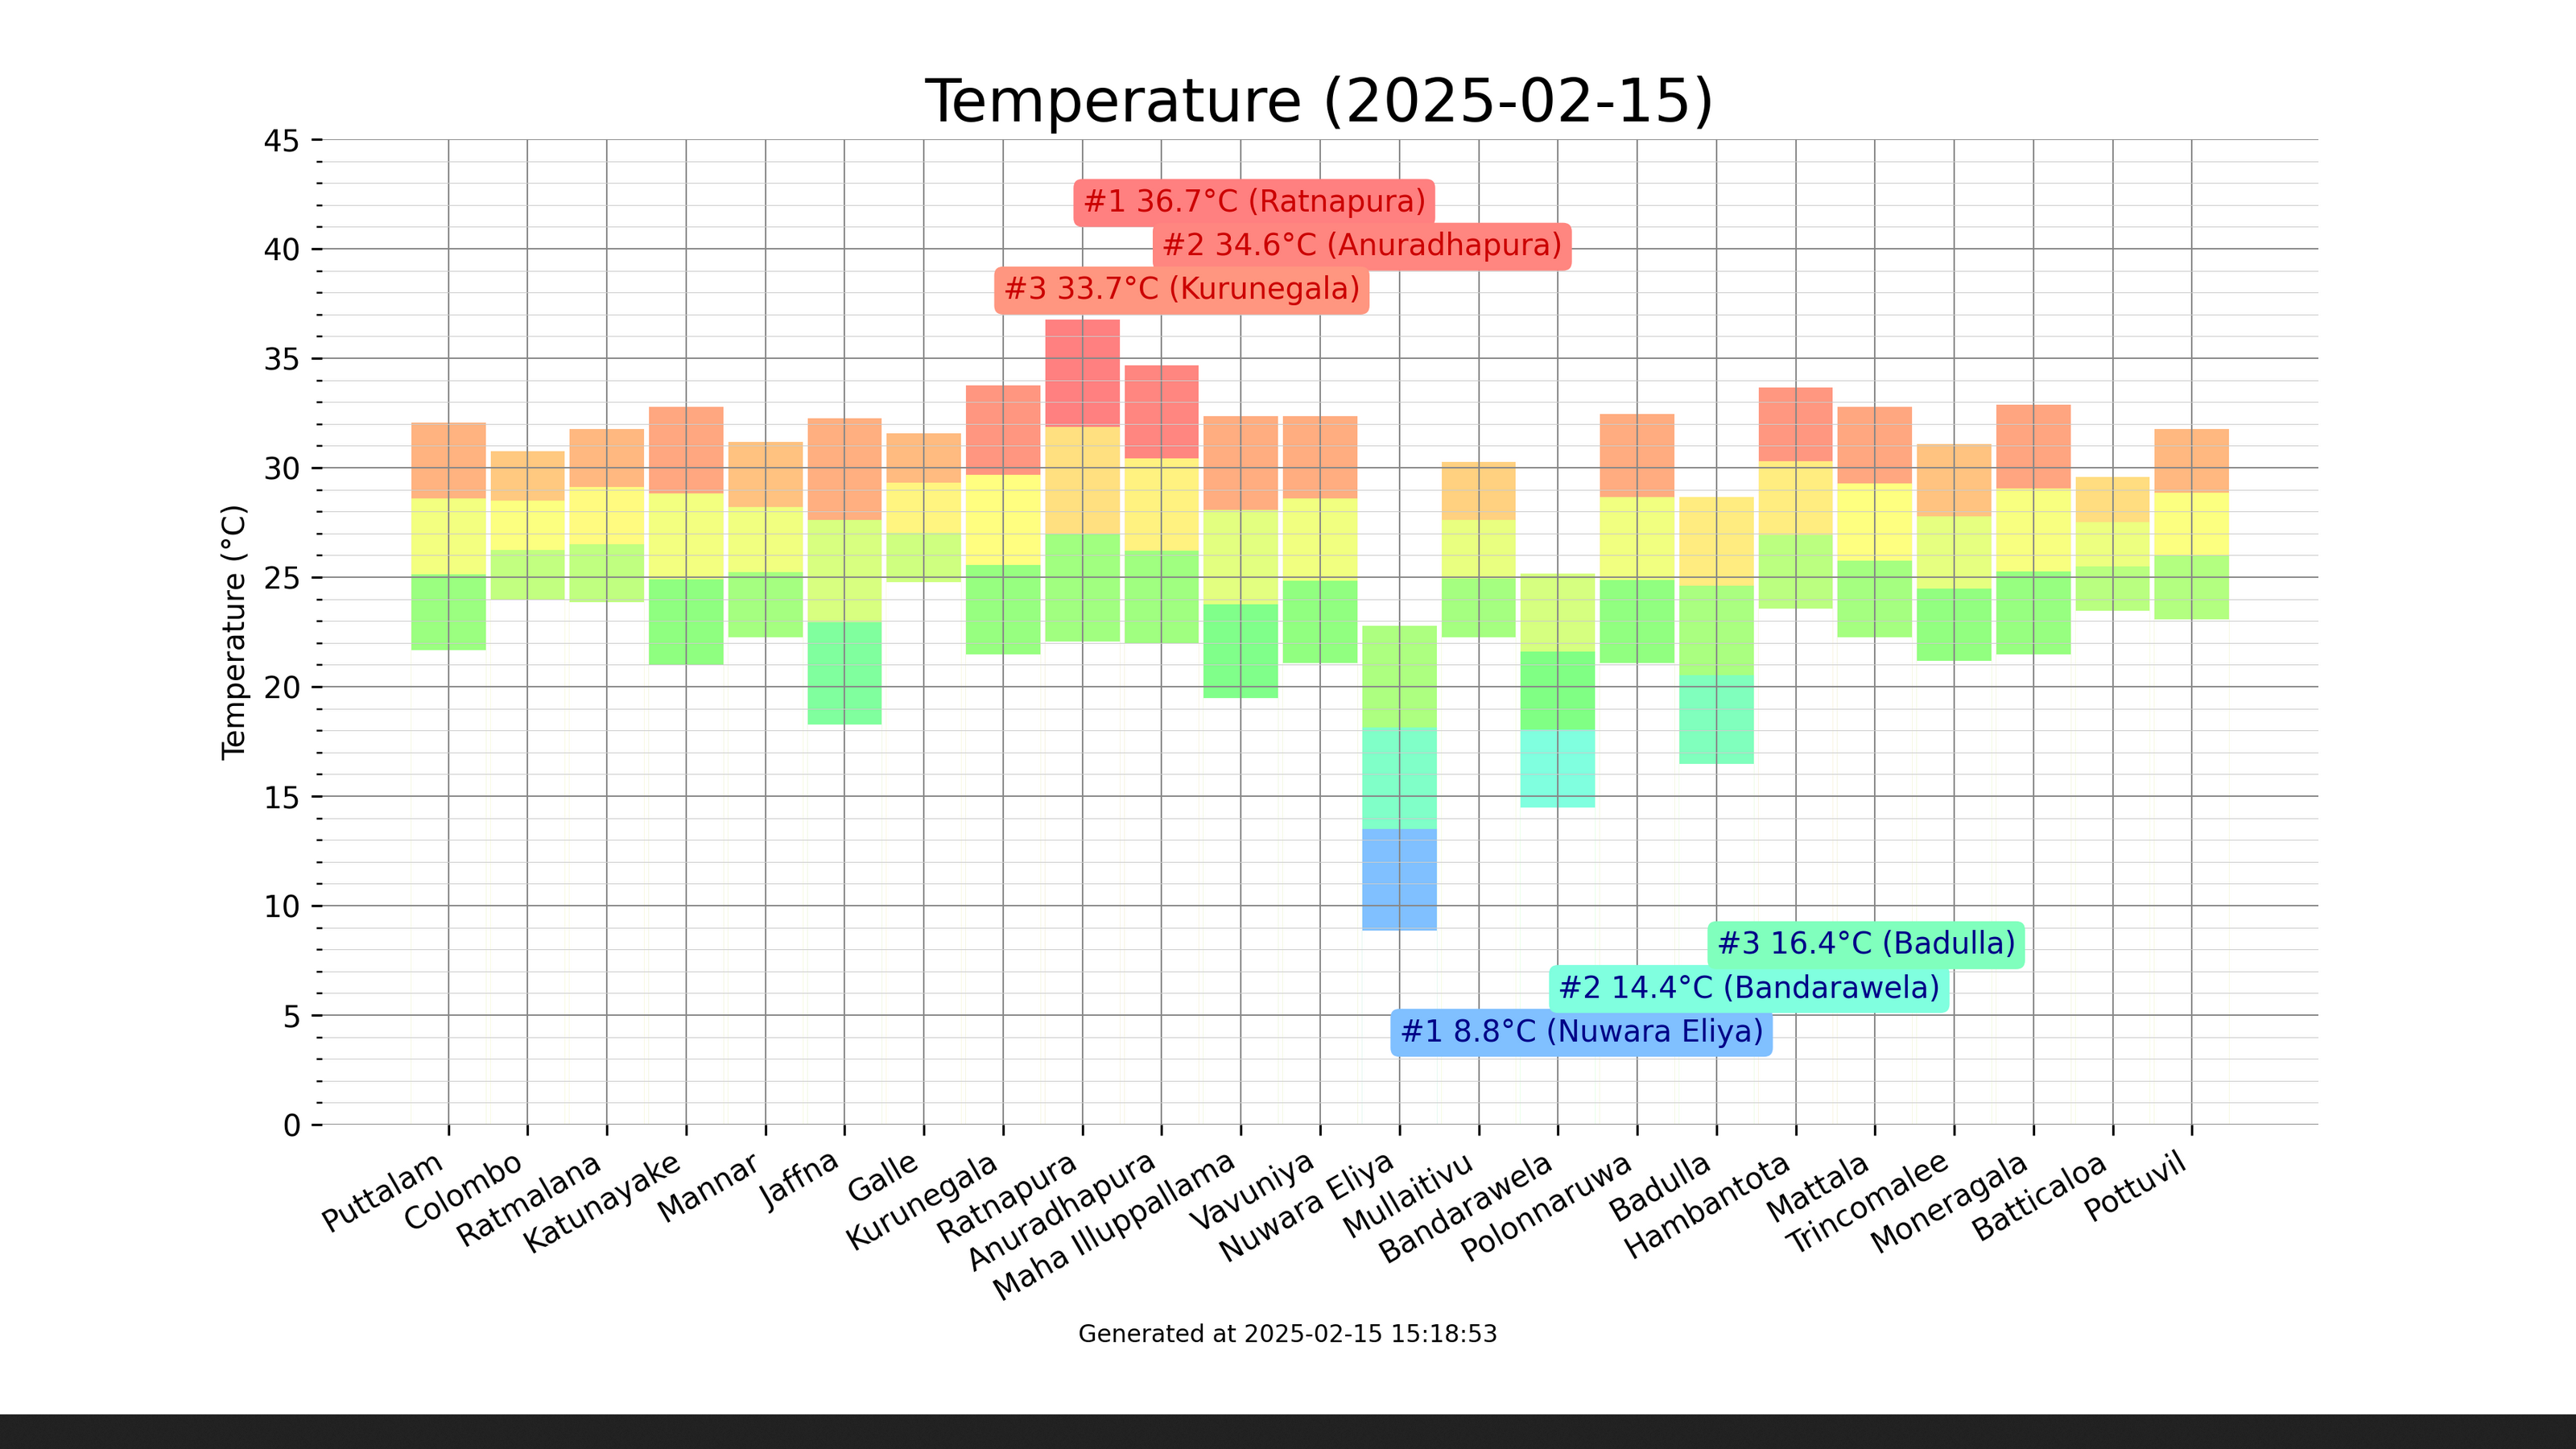 Temperature (2025-02-15)
45
40
35
30
25
20
15
10
5
0
Temperature (°C)
#1 36.7°C (Ratnapura)
#2 34.6°C (Anuradhapura)
#3 33.7°C (Kurunegala)
#3 16.4°C (Badulla)
#2 14.4°C (Bandarawela)
#1 8.8°C (Nuwara Eliya)
Puttalam
Colombo
Ratmalana
Katunayake
Mannar
Jaffna
Galle
Kurunegala
Ratnapura
Anuradhapura
Maha Illuppallama
Vavuniya
Nuwara Eliya
Mullaitivu
Bandarawela
Polonnaruwa
Badulla
Hambantota
Mattala
Trincomalee
Moneragala
Batticaloa
Pottuvil
Generated at 2025-02-15 15:18:53